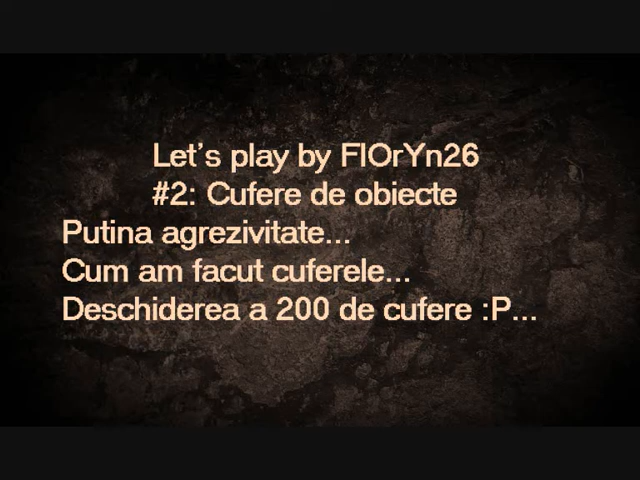 Let's play by FlOrYn26
#2: Cufere de obiecte
Putina agrezivitate...
Cum am facut cuferele...
Deschiderea a 200 de cufere :P...